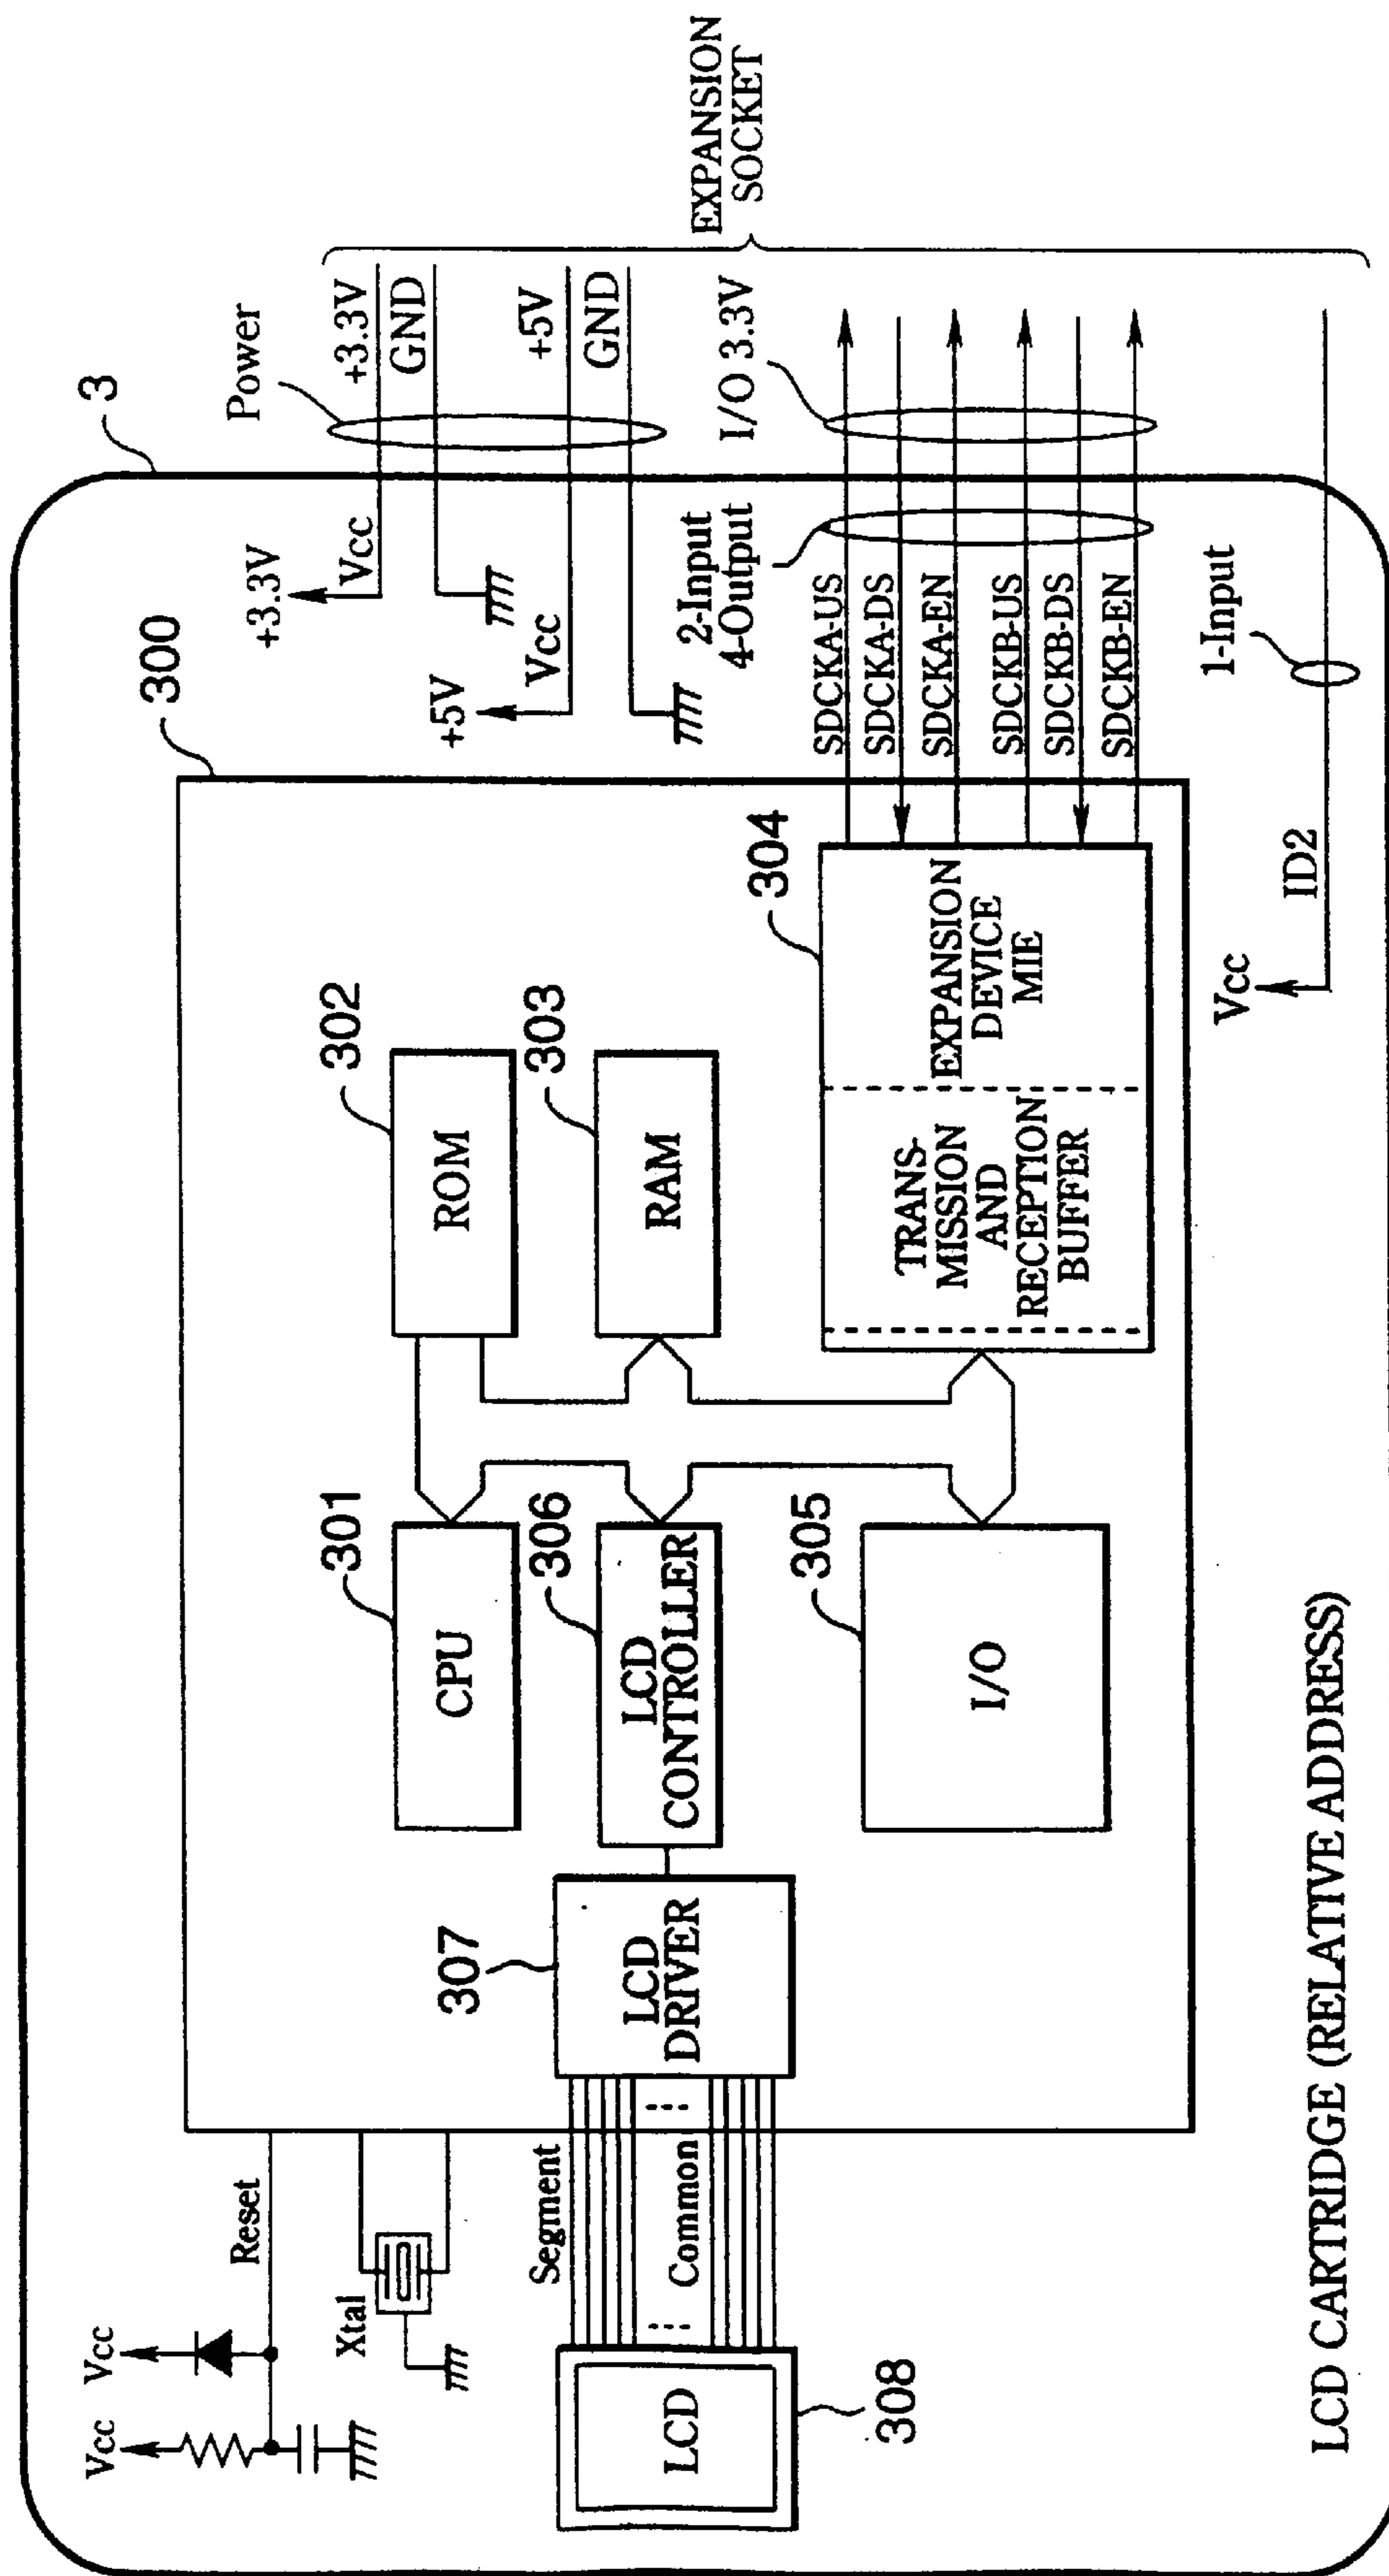 3
300
Power
+3.3V
GND
+5V
GND
EXPANSION
SOCKET
+3.3V
Vcc
+5V
Vcc
I/O 3.3V
2-Input
4-Output
SDCKA-US
SDCKA-DS
SDCKA-EN
SDCKB-US
SDCKB-DS
SDCKB-EN
1-Input
ID2
Vcc
Vcc
Vcc
Reset
Xtal
301
CPU
302
ROM
303
RAM
304
TRANS-
MISSION
AND
RECEPTION
BUFFER
EXPANSION
DEVICE
MIE
305
I/O
306
LCD
CONTROLLER
307
LCD
DRIVER
Segment
Common
LCD
308
LCD CARTRIDGE (RELATIVE ADDRESS)